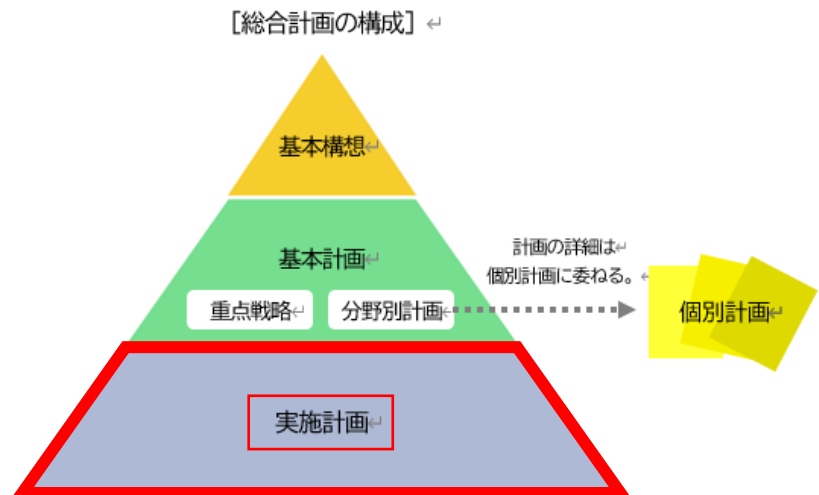 ［総合計画の構成］
基本構想
基本計画
重点戦略
分野別計画
計画の詳細は
個別計画に委ねる。
個別計画
実施計画